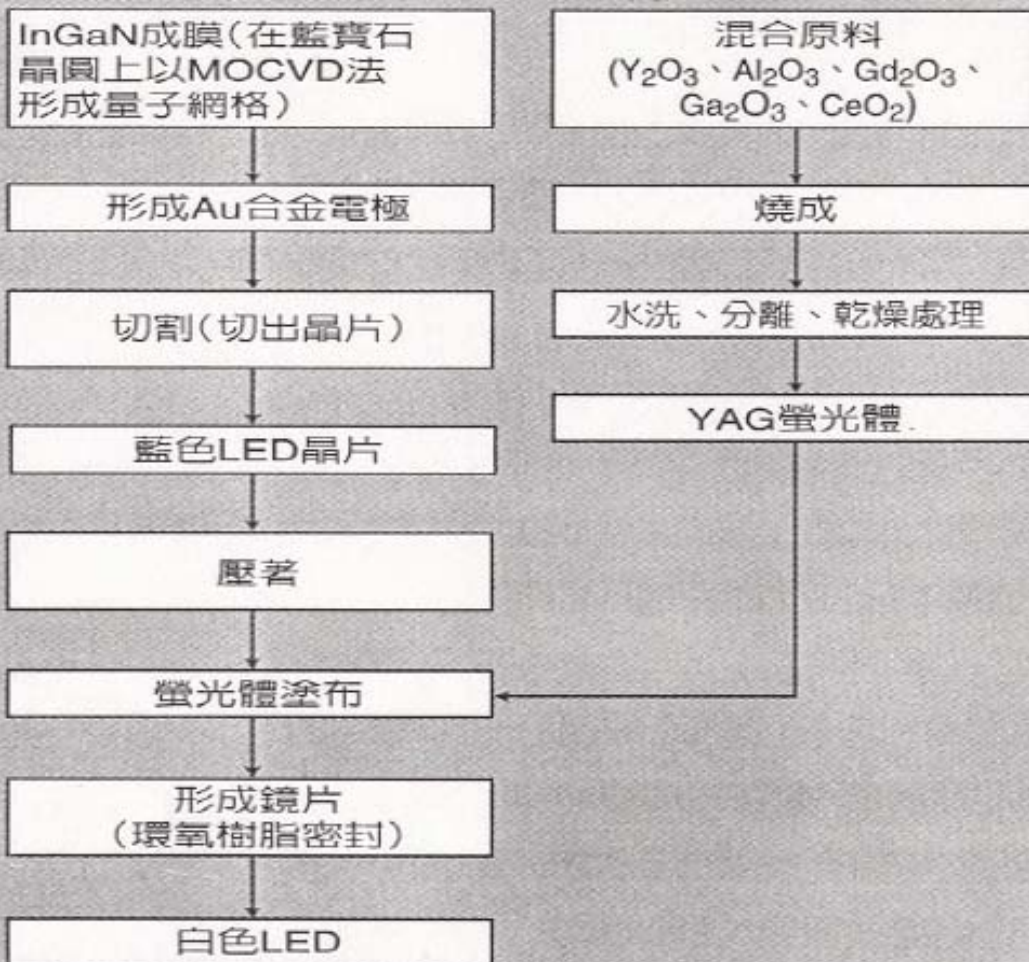 InGaN成膜(在藍寶石
晶圓上以MOCVD法
形成量子網格)
形成Au合金電極
切割(切出晶片)
藍色LED晶片
壓著
螢光體塗布
形成鏡片
(環氧樹脂密封)
白色LED
混合原料
(Y₂O₃、Al₂O₃、Gd₂O₃、
Ga₂O₃、CeO₂)
燒成
水洗、分離、乾燥處理
YAG螢光體